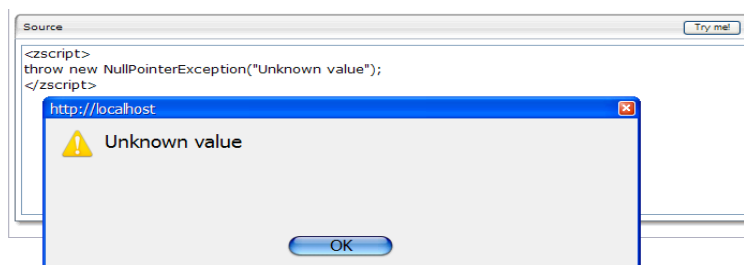 Source
Try me!
<zscript>
throw new NullPointerException("Unknown value");
</zscript>
http://localhost
Unknown value
OK